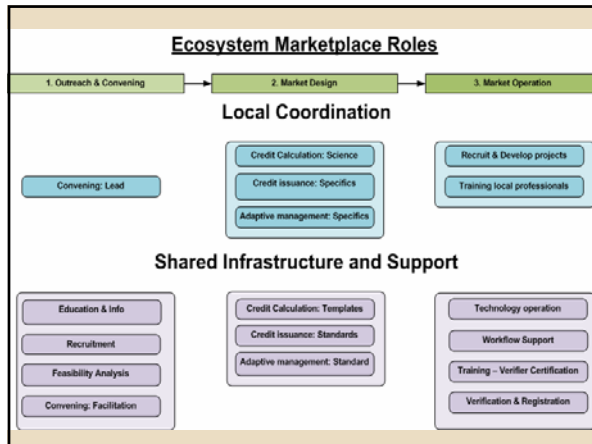 Ecosystem Marketplace Roles
1. Outreach & Convening
2. Market Design
3. Market Operation
Local Coordination
Convening: Lead
Credit Calculation: Science
Credit issuance: Specifics
Adaptive management: Specifics
Recruit & Develop projects
Training local professionals
Shared Infrastructure and Support
Education & Info
Recruitment
Feasibility Analysis
Convening: Facilitation
Credit Calculation: Templates
Credit issuance: Standards
Adaptive management: Standard
Technology operation
Workflow Support
Training – Verifier Certification
Verification & Registration